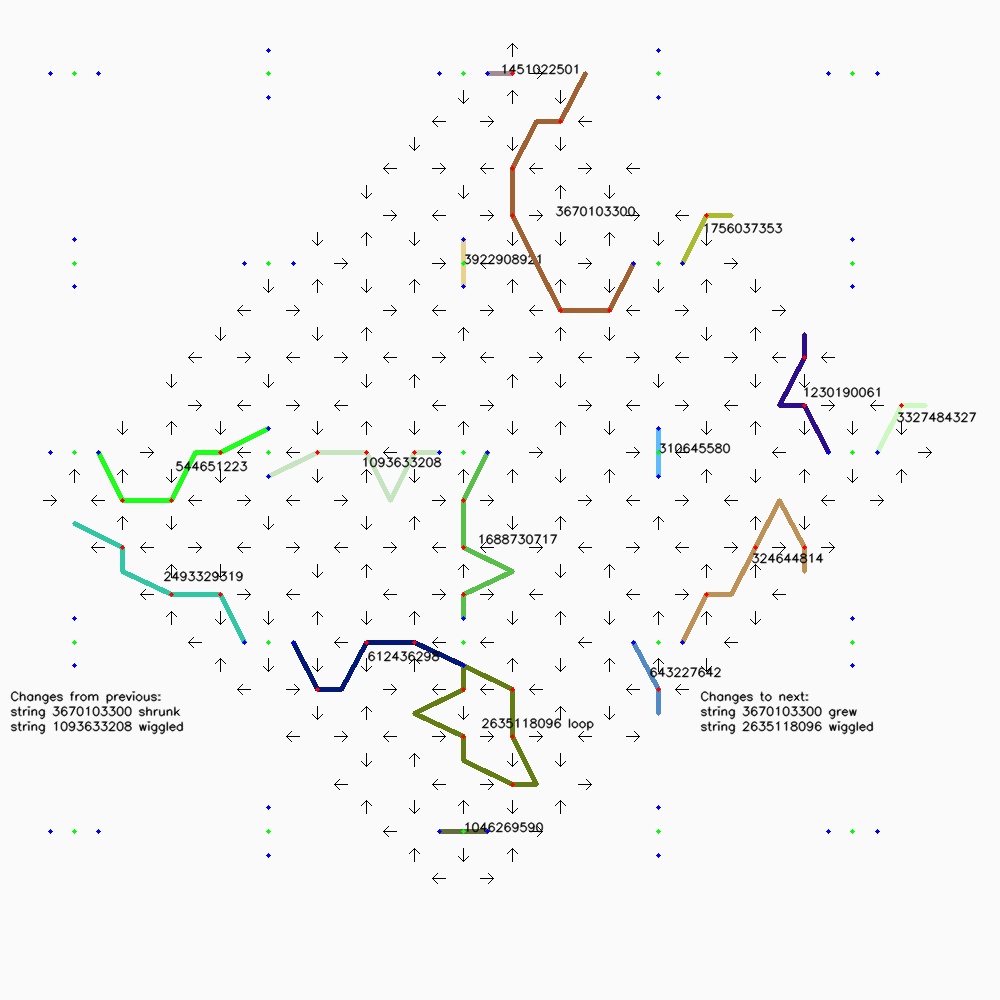 1451022501
3670103300
1756037353
3922908921
1230190061
3327484327
544651223
1093633208
310645580
1688730717
324644814
2493329319
612436298
643227642
Changes from previous:
string 3670103300 shrunk
string 1093633208 wiggled
Changes to next:
string 3670103300 grew
string 2635118096 wiggled
2635118096 loop
1046269590